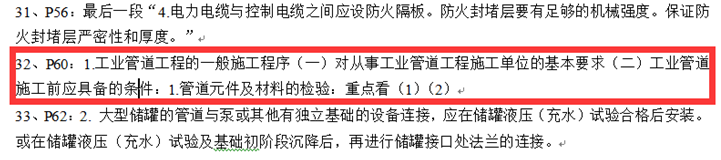 31、P56：最后一段“4.电力电缆与控制电缆之间应设防火隔板。防火封堵层要有足够的机械强度。保证防
火封堵层严密性和厚度。”
32、P60：1.工业管道工程的一般施工程序（一）对从事工业管道工程施工单位的基本要求（二）工业管道
施工前应具备的条件：1.管道元件及材料的检验：重点看（1）（2）
33、P62：2. 大型储罐的管道与泵或其他有独立基础的设备连接，应在储罐液压（充水）试验合格后安装。
或在储罐液压（充水）试验及基础初阶段沉降后，再进行储罐接口处法兰的连接。